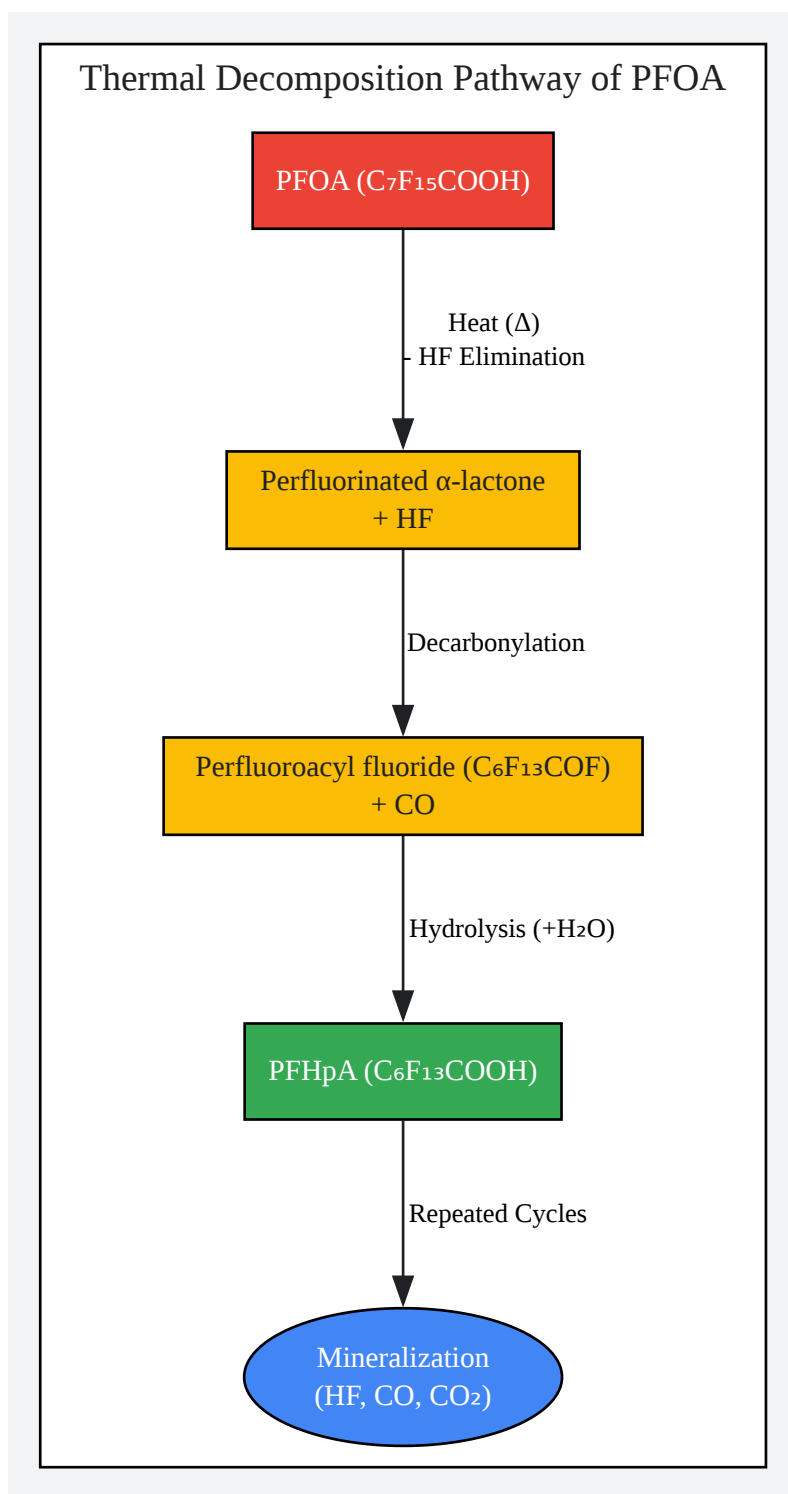 Thermal Decomposition Pathway of PFOA
PFOA (C₇F₁₅COOH)
Heat (Δ)
- HF Elimination
Perfluorinated α-lactone
+ HF
Decarbonylation
Perfluoroacyl fluoride (C₆F₁₃COF)
+ CO
Hydrolysis (+H₂O)
PFHpA (C₆F₁₃COOH)
Repeated Cycles
Mineralization
(HF, CO, CO₂)